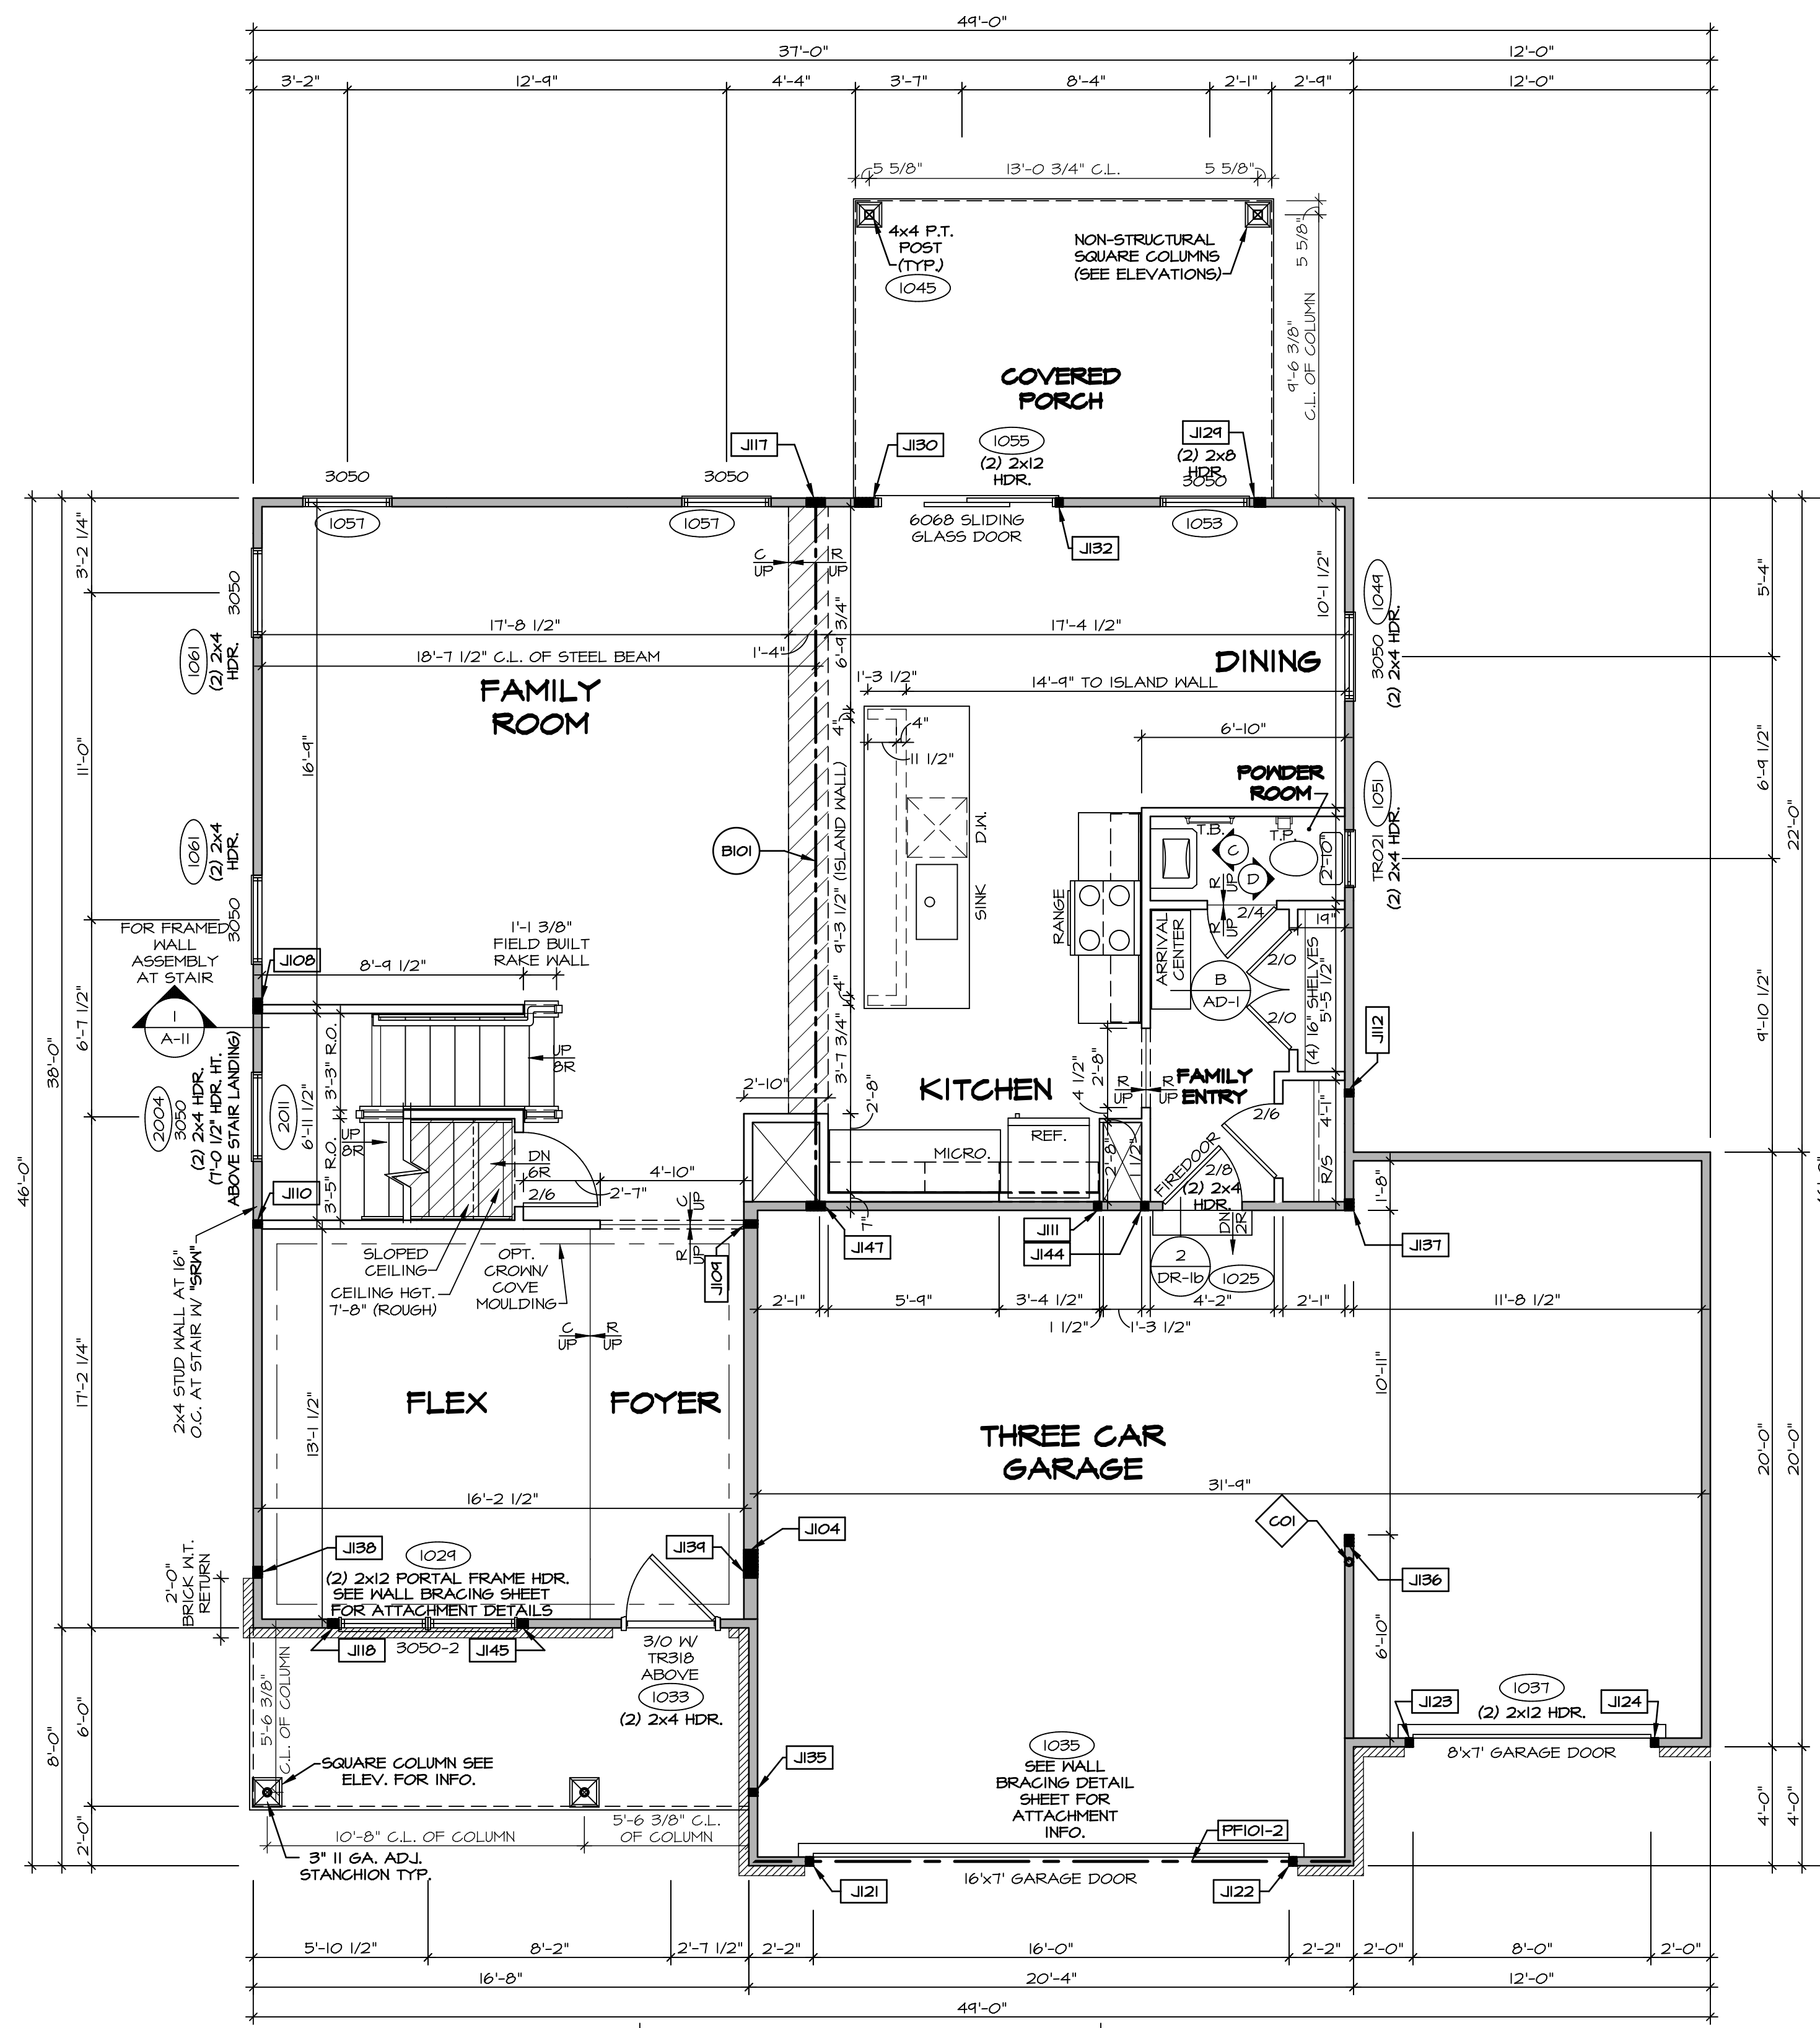 49'-0"
37'-0"
12'-0"
3'-2"
12'-9"
4'-4"
3'-7"
8'-4"
2'-1"
2'-9"
12'-0"
5 5/8"
13'-0 3/4" C.L.
5 5/8"
4x4 P.T.
POST
(TYP.)
1045
NON-STRUCTURAL
SQUARE COLUMNS
(SEE ELEVATIONS)
5 5/8"
9'-6 3/8"
C.L. OF COLUMN
COVERED
PORCH
J117
J130
1055
(2) 2x12
HDR.
J129
(2) 2x8
HDR.
3050
3050
3050
1057
1057
6068 SLIDING
GLASS DOOR
1053
J132
C
UP
R
UP
3'-2 1/4"
3050
10'-1 1/2"
1049
3050
(2) 2x4 HDR.
5'-4"
1061
(2) 2x4
HDR.
17'-8 1/2"
1'-4"
6'-9 3/4"
17'-4 1/2"
18'-7 1/2" C.L. OF STEEL BEAM
DINING
FAMILY
ROOM
1'-3 1/2"
14'-9" TO ISLAND WALL
4"
4"
11 1/2"
6'-10"
11'-0"
16'-9"
6'-9 1/2"
22'-0"
POWDER
ROOM
1051
TR021
(2) 2x4 HDR.
1061
(2) 2x4
HDR.
3050
B101
9'-3 1/2" (ISLAND WALL)
D.W.
SINK
RANGE
T.B.
T.P.
C
D
2'-10"
R
UP
R
UP
2/4
19"
ARRIVAL
CENTER
2/0
B
AD-1
2/0
(4) 16" SHELVES
5'-5 1/2"
9'-10 1/2"
FOR FRAMED
WALL
ASSEMBLY
AT STAIR
1
A-11
J108
8'-9 1/2"
1'-1 3/8"
FIELD BUILT
RAKE WALL
4"
3'-7 3/4"
J112
6'-7 1/2"
38'-0"
46'-0"
2004
3050
(2) 2x4 HDR.
(7'-0 1/2" HDR. HT.
ABOVE STAIR LANDING)
2011
6'-11 1/2"
3'-3" R.O.
3'-5" R.O.
UP
8R
UP
8R
DN
6R
2/6
2'-7"
4'-10"
2'-10"
2'-8"
KITCHEN
4 1/2"
2'-8"
R
UP
R
UP
FAMILY
ENTRY
2/6
4'-1"
R/S
MICRO.
REF.
2'-8"
1 1/2"
FIREDOOR
2/8
(2) 2x4
HDR.
DN
2R
1'-8"
J110
C
UP
R
UP
J109
7"
J147
J111
J144
2
DR-1b
1025
J137
2x4 STUD WALL AT 16"
O.C. AT STAIR W/ "SRW"
SLOPED
CEILING
CEILING HGT.
7'-8" (ROUGH)
OPT.
CROWN/
COVE
MOULDING
C
UP
R
UP
2'-1"
5'-9"
3'-4 1/2"
1 1/2"
1'-3 1/2"
4'-2"
2'-1"
11'-8 1/2"
17'-2 1/4"
13'-1 1/2"
FLEX
FOYER
10'-11"
THREE CAR
GARAGE
20'-0"
20'-0"
16'-2 1/2"
31'-9"
J104
J139
C01
J136
J138
1029
(2) 2x12 PORTAL FRAME HDR.
SEE WALL BRACING SHEET
FOR ATTACHMENT DETAILS
2'-0"
BRICK W.T.
RETURN
J118
3050-2
J145
3/0 W/
TR318
ABOVE
1033
(2) 2x4 HDR.
6'-10"
J123
1037
(2) 2x12 HDR.
J124
8'x7' GARAGE DOOR
6'-0"
8'-0"
2'-0"
5'-6 3/8"
C.L. OF COLUMN
SQUARE COLUMN SEE
ELEV. FOR INFO.
J135
1035
SEE WALL
BRACING DETAIL
SHEET FOR
ATTACHMENT
INFO.
PF101-2
4'-0"
4'-0"
10'-8" C.L. OF COLUMN
5'-6 3/8" C.L.
OF COLUMN
3" 11 GA. ADJ.
STANCHION TYP.
J121
16'x7' GARAGE DOOR
J122
5'-10 1/2"
8'-2"
2'-7 1/2"
2'-2"
16'-0"
2'-2"
2'-0"
8'-0"
2'-0"
16'-8"
20'-4"
12'-0"
49'-0"